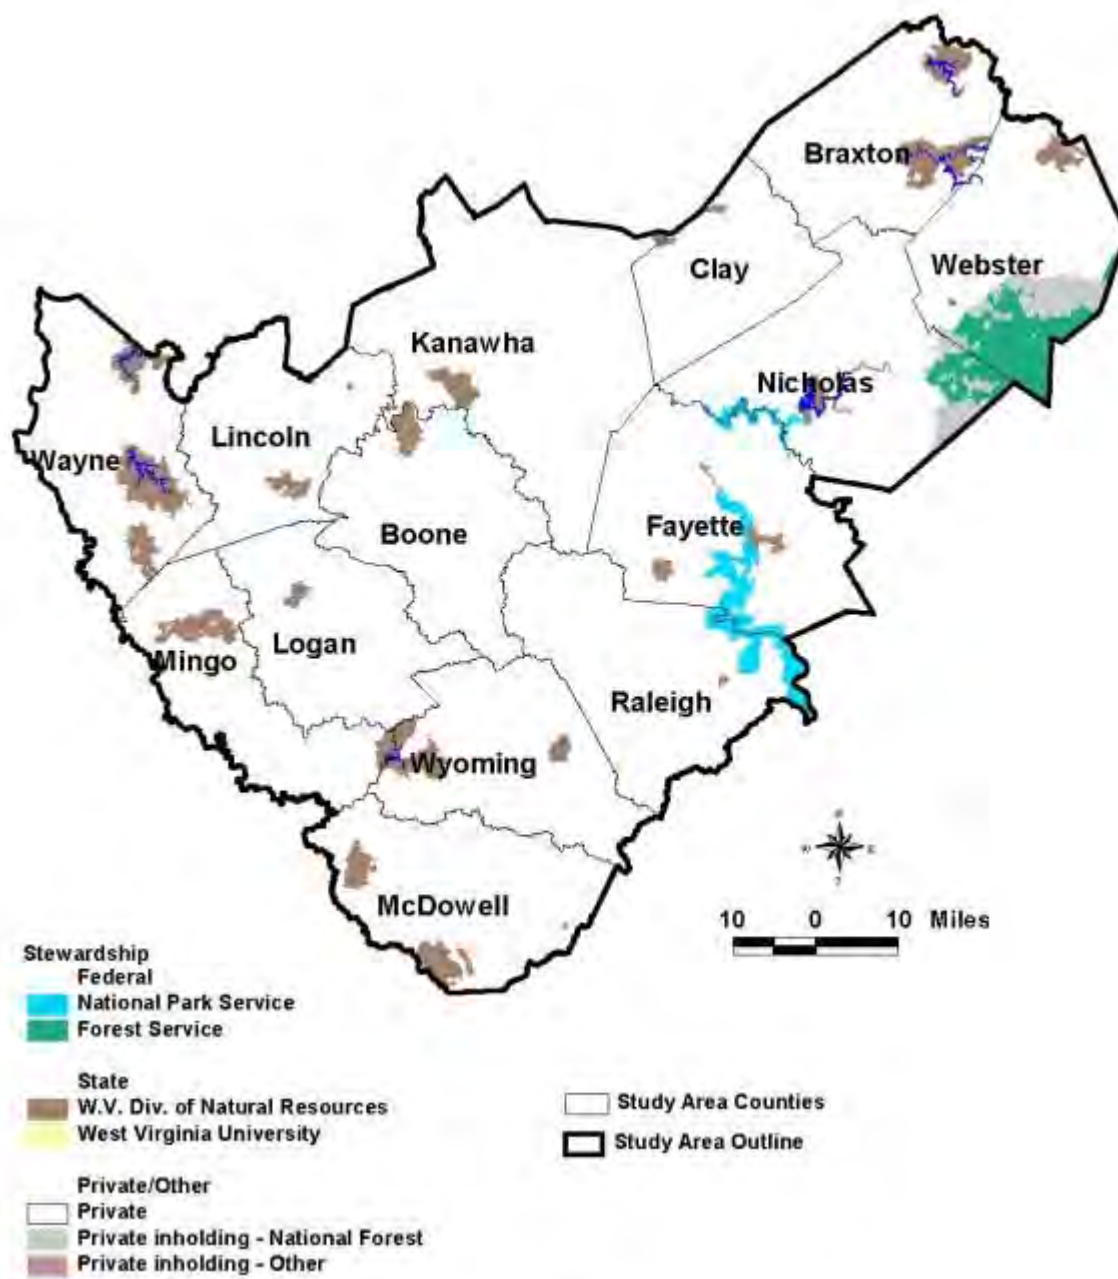 Braxton
Webster
Clay
Kanawha
Nicholas
Lincoln
Wayne
Fayette
Boone
Logan
Mingo
Raleigh
Wyoming
McDowell
W E
10 0 10 Miles
Stewardship
Federal
National Park Service
Forest Service
State
W.V. Div. of Natural Resources
West Virginia University
Private/Other
Private
Private inholding - National Forest
Private inholding - Other
Study Area Counties
Study Area Outline